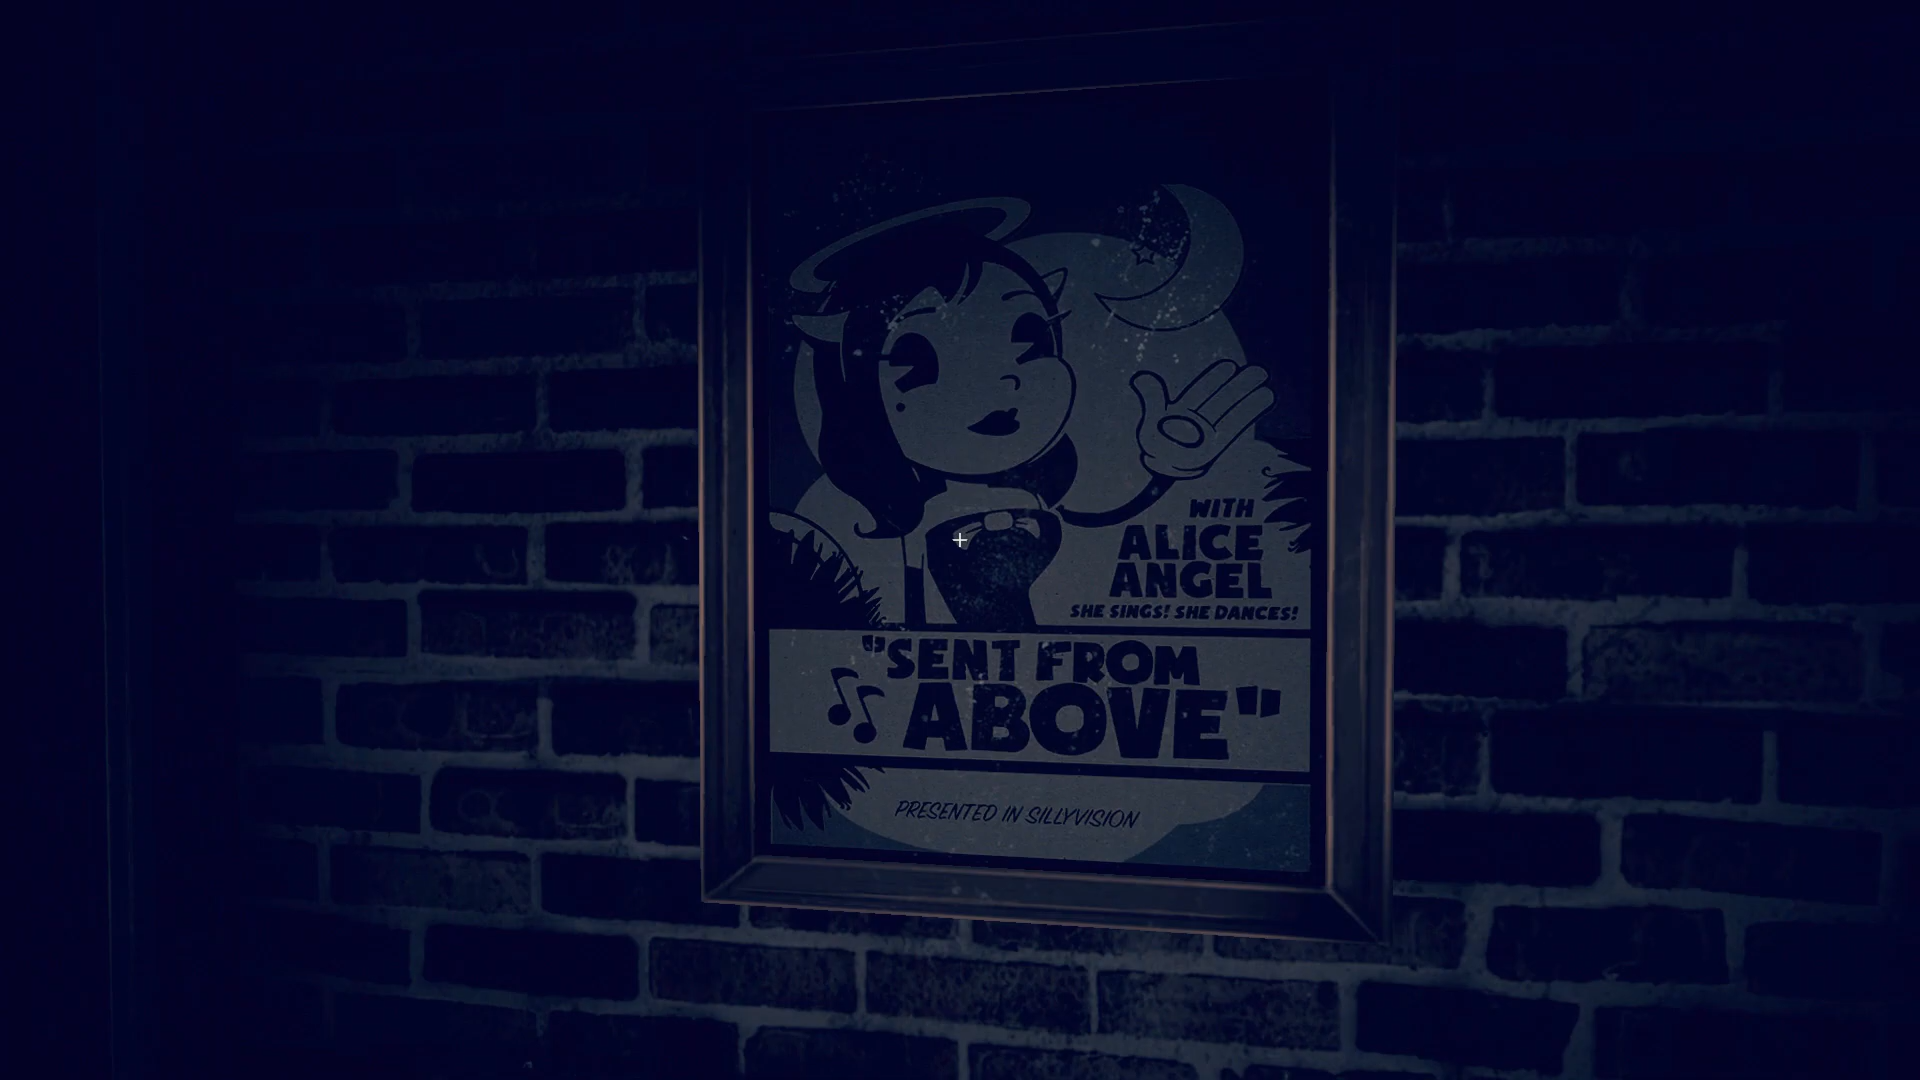 WITH
ALICE
ANGEL
SHE SINGS! SHE DANCES!
"SENT FROM
ABOVE"
PRESENTED IN SILLYVISION